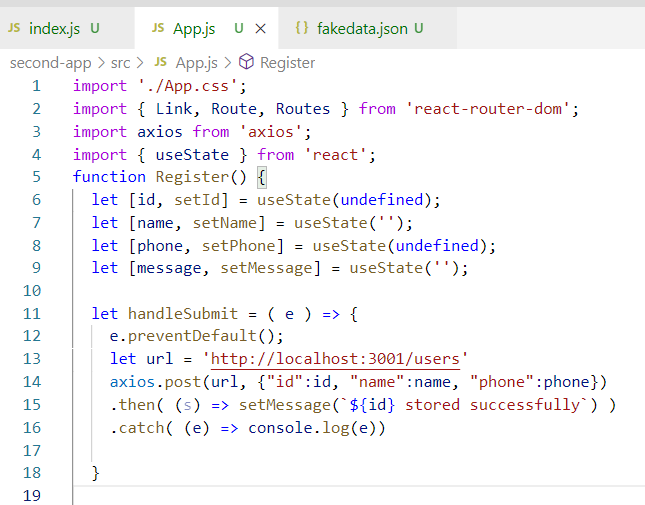 JS index.js U JS App.js U × {} fakedata.json U
second-app > src > JS App.js > Register
1 import './App.css';
2 import { Link, Route, Routes } from 'react-router-dom';
3 import axios from 'axios';
4 import { useState } from 'react';
5 function Register() {
6 let [id, setId] = useState(undefined);
7 let [name, setName] = useState('');
8 let [phone, setPhone] = useState(undefined);
9 let [message, setMessage] = useState('');
10
11 let handleSubmit = ( e ) => {
12 e.preventDefault();
13 let url = 'http://localhost:3001/users'
14 axios.post(url, {"id":id, "name":name, "phone":phone})
15 .then( (s) => setMessage(`${id} stored successfully`) )
16 .catch( (e) => console.log(e))
17
18 }
19